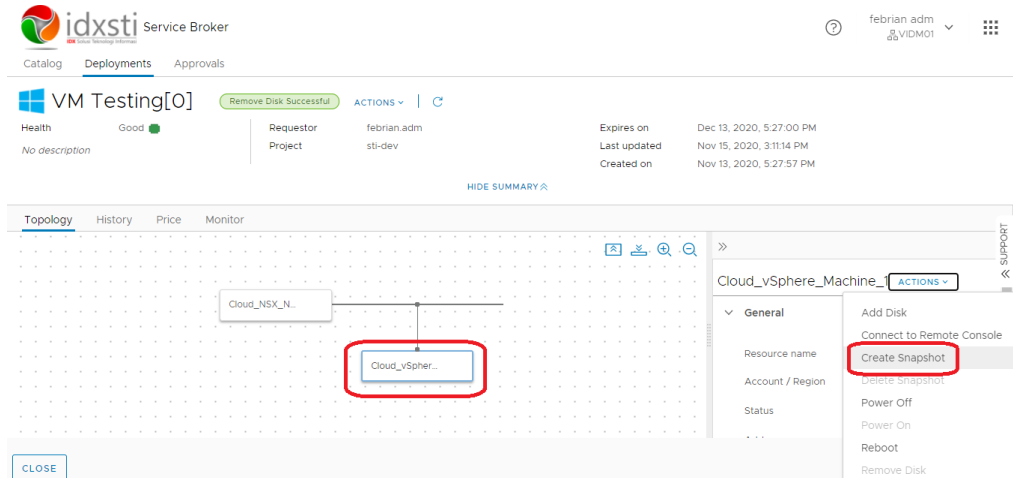 idxsti Service Broker
Solusi Teknologi Informasi
febrian adm
VIDM01
Catalog Deployments Approvals
VM Testing[0] Remove Disk Successful ACTIONS
Health Good Requestor febrian.adm Expires on Dec 13, 2020, 5:27:00 PM
No description Project sti-dev Last updated Nov 15, 2020, 3:11:14 PM
Created on Nov 13, 2020, 5:27:57 PM
HIDE SUMMARY
Topology History Price Monitor
SUPPORT
Cloud_vSphere_Machine_1 ACTIONS
Cloud_NSX_N...
Cloud_vSpher...
General
Resource name
Account / Region
Status
Add Disk
Connect to Remote Console
Create Snapshot
Delete Snapshot
Power Off
Power On
Reboot
Remove Disk
CLOSE